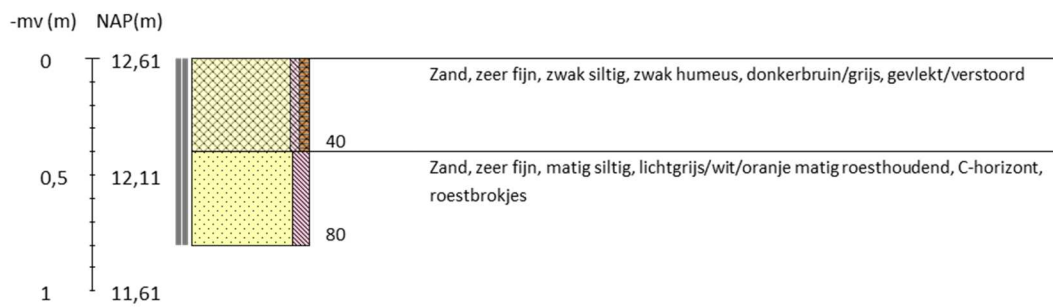 -mv (m) NAP(m)
0 12,61
Zand, zeer fijn, zwak siltig, zwak humeus, donkerbruin/grijs, gevlekt/verstoord
40
Zand, zeer fijn, matig siltig, lichtgrijs/wit/oranje matig roesthoudend, C-horizont,
0,5 12,11
roestbrokjes
80
1 11,61